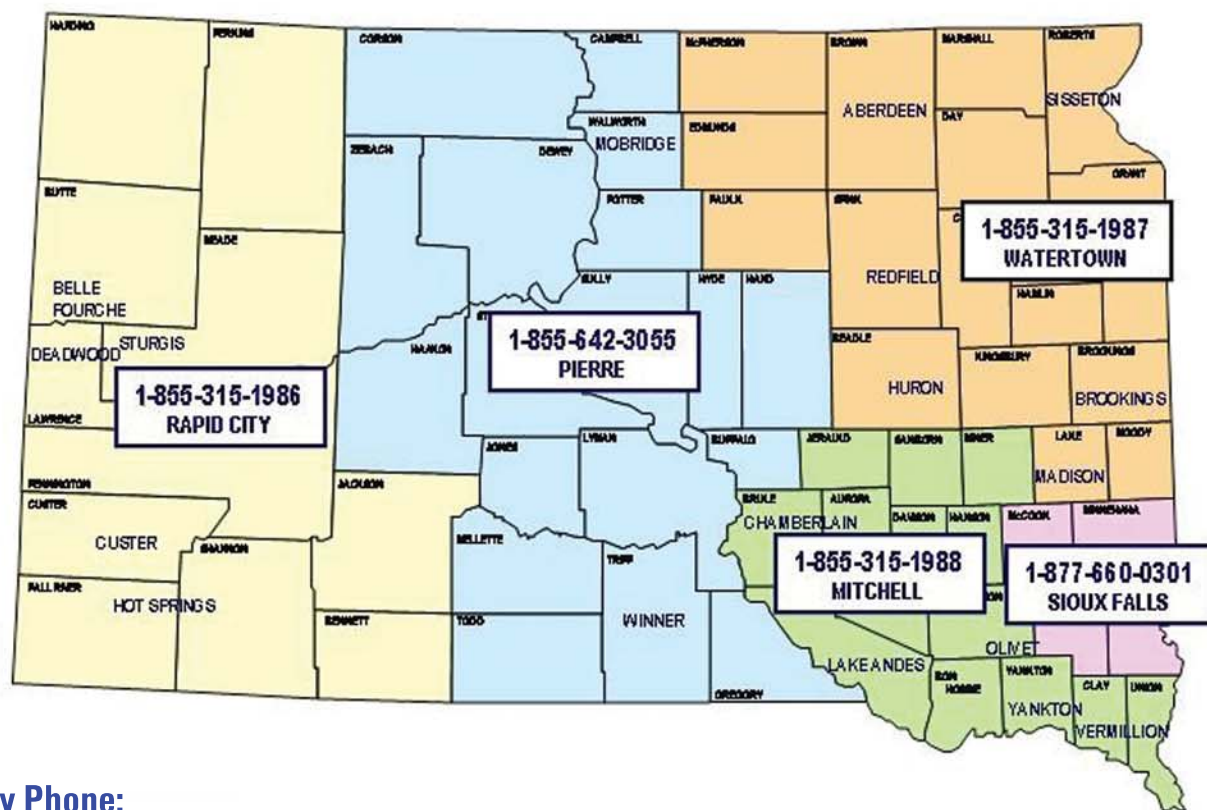 HARDING
PERKINS
CORSON
CAMPBELL
McPHERSON
BROWN
MARSHALL
ROBERTS
SISSETON
ABERDEEN
DAY
WALWORTH
MOBRIDGE
EDMUNDS
ZIEBACH
DEWEY
GRANT
BUTTE
POTTER
FAULK
SPINK
MEADE
1-855-315-1987
WATERTOWN
BELLE
FOURCHE
SULLY
HYDE
HAND
REDFIELD
HAMLIN
DEADWOOD
STURGIS
HAAKON
1-855-642-3055
PIERRE
BEADLE
KINGSBURY
BROOKINGS
HURON
BROOKINGS
1-855-315-1986
RAPID CITY
LAWRENCE
JONES
LYMAN
BUFFALO
JERAULD
SANBORN
MINER
LAKE
MOODY
MADISON
PENNINGTON
JACKSON
CUSTER
CUSTER
BRULE
AURORA
CHAMBERLAIN
DAVISON
HANSON
McCOOK
MINNEHAHA
SHANNON
MELLETTE
TRIPP
1-855-315-1988
MITCHELL
1-877-660-0301
SIOUX FALLS
FALL RIVER
HOT SPRINGS
BENNETT
TODD
WINNER
GREGORY
LAKE ANDES
OLIVET
BON
HOMME
YANKTON
YANKTON
CLAY
UNION
VERMILLION
y Phone: